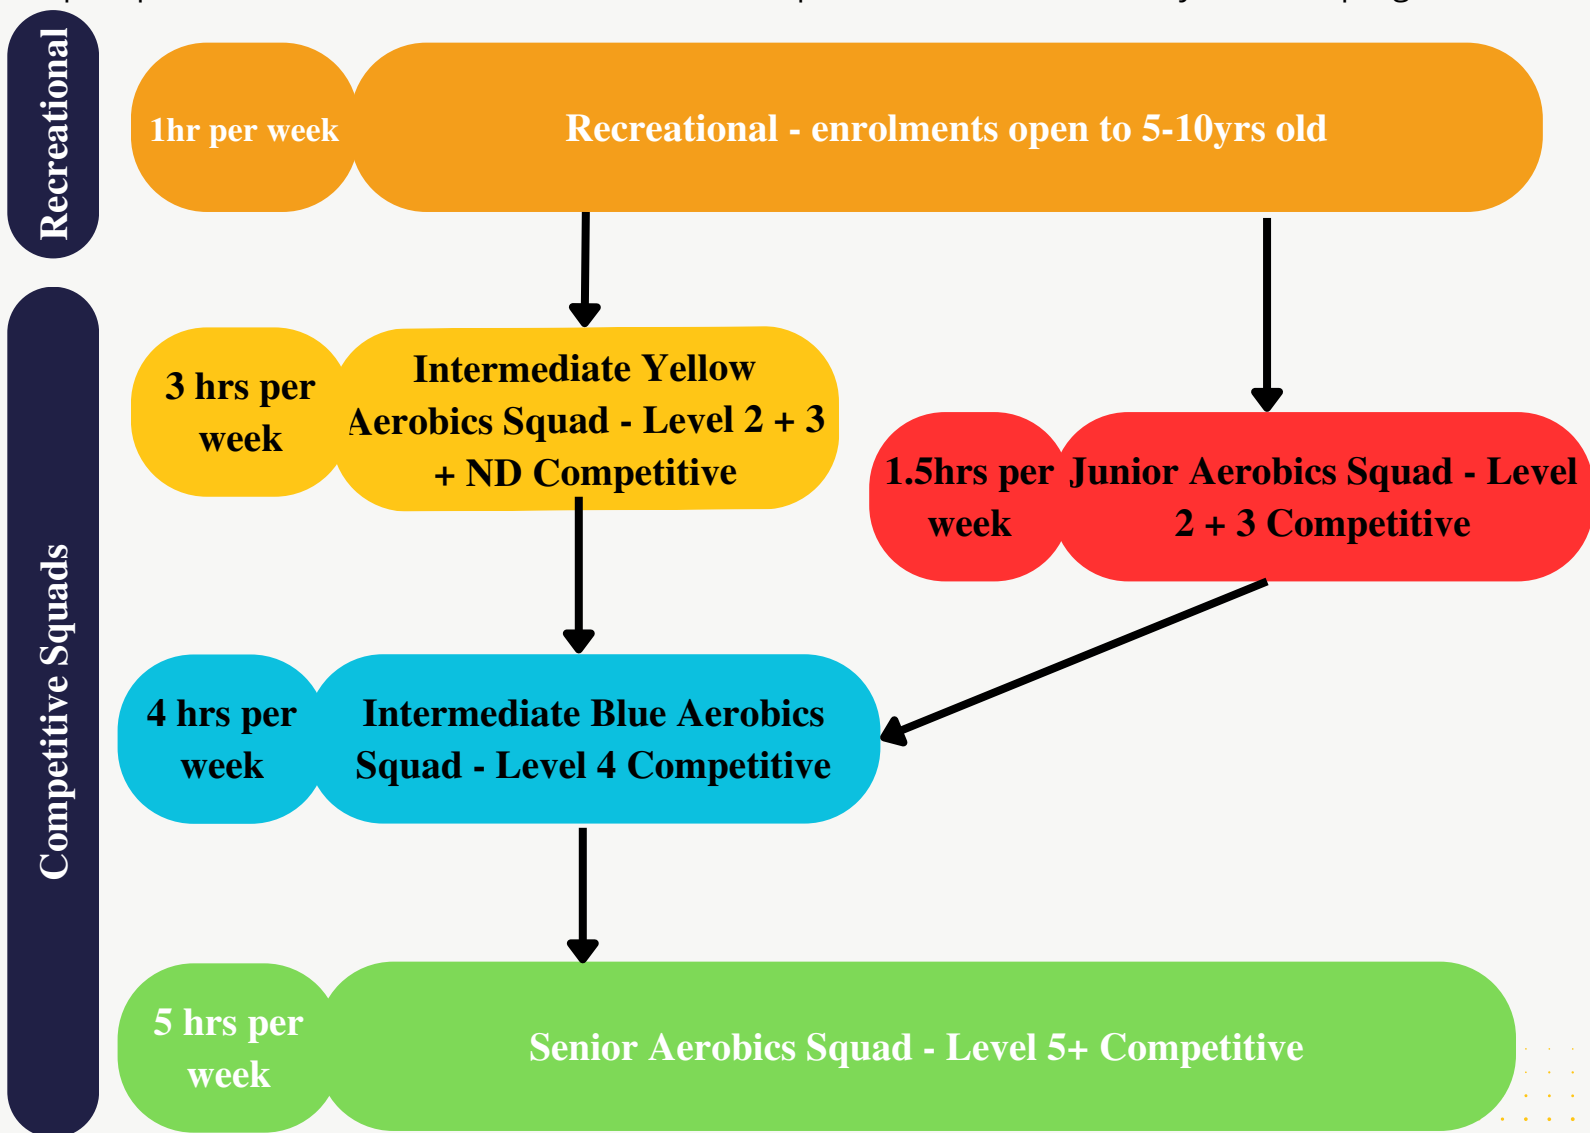 Recreational
1hr per week
Recreational - enrolments open to 5-10yrs old
Competitive Squads
3 hrs per
week
Intermediate Yellow
Aerobics Squad - Level 2 + 3
+ ND Competitive
1.5hrs per
week
Junior Aerobics Squad - Level
2 + 3 Competitive
4 hrs per
week
Intermediate Blue Aerobics
Squad - Level 4 Competitive
5 hrs per
week
Senior Aerobics Squad - Level 5+ Competitive